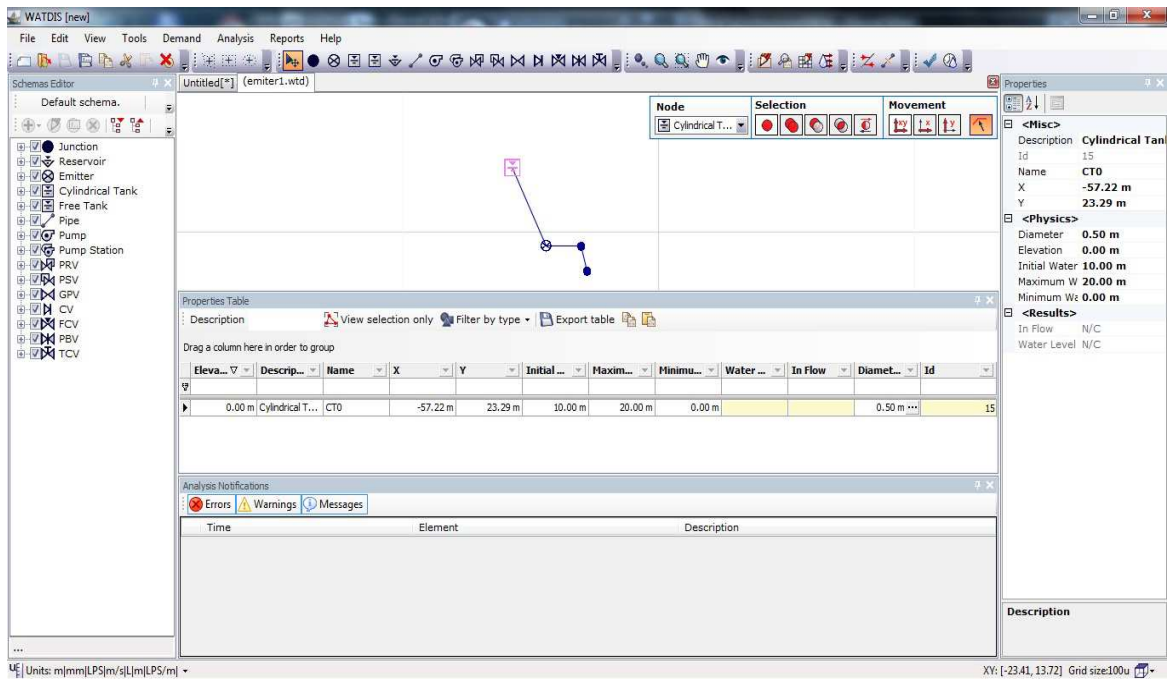 WATDIS [new]
File Edit View Tools Demand Analysis Reports Help
Schemas Editor
Default schema.
Junction
Reservoir
Emitter
Cylindrical Tank
Free Tank
Pipe
Pump
Pump Station
PRV
PSV
GPV
CV
FCV
PBV
TCV
...
Untitled[*] (emiter1.wtd)
Node
Cylindrical T...
Selection
Movement
xy x y
Properties Table
Description View selection only Filter by type Export table
Drag a column here in order to group
Eleva... Descrip... Name X Y Initial ... Maxim... Minimu... Water ... In Flow Diamet... Id
0.00 m Cylindrical T... CT0 -57.22 m 23.29 m 10.00 m 20.00 m 0.00 m 0.50 m ... 15
Analysis Notifications
Errors Warnings Messages
Time Element Description
Properties
<Misc>
Description Cylindrical Tanl
Id 15
Name CT0
X -57.22 m
Y 23.29 m
<Physics>
Diameter 0.50 m
Elevation 0.00 m
Initial Water 10.00 m
Maximum W 20.00 m
Minimum Wa 0.00 m
<Results>
In Flow N/C
Water Level N/C
Description
Units: m|mm|LPS|m/s|L|m|LPS/m|
XY: [-23.41, 13.72] Grid size:100u